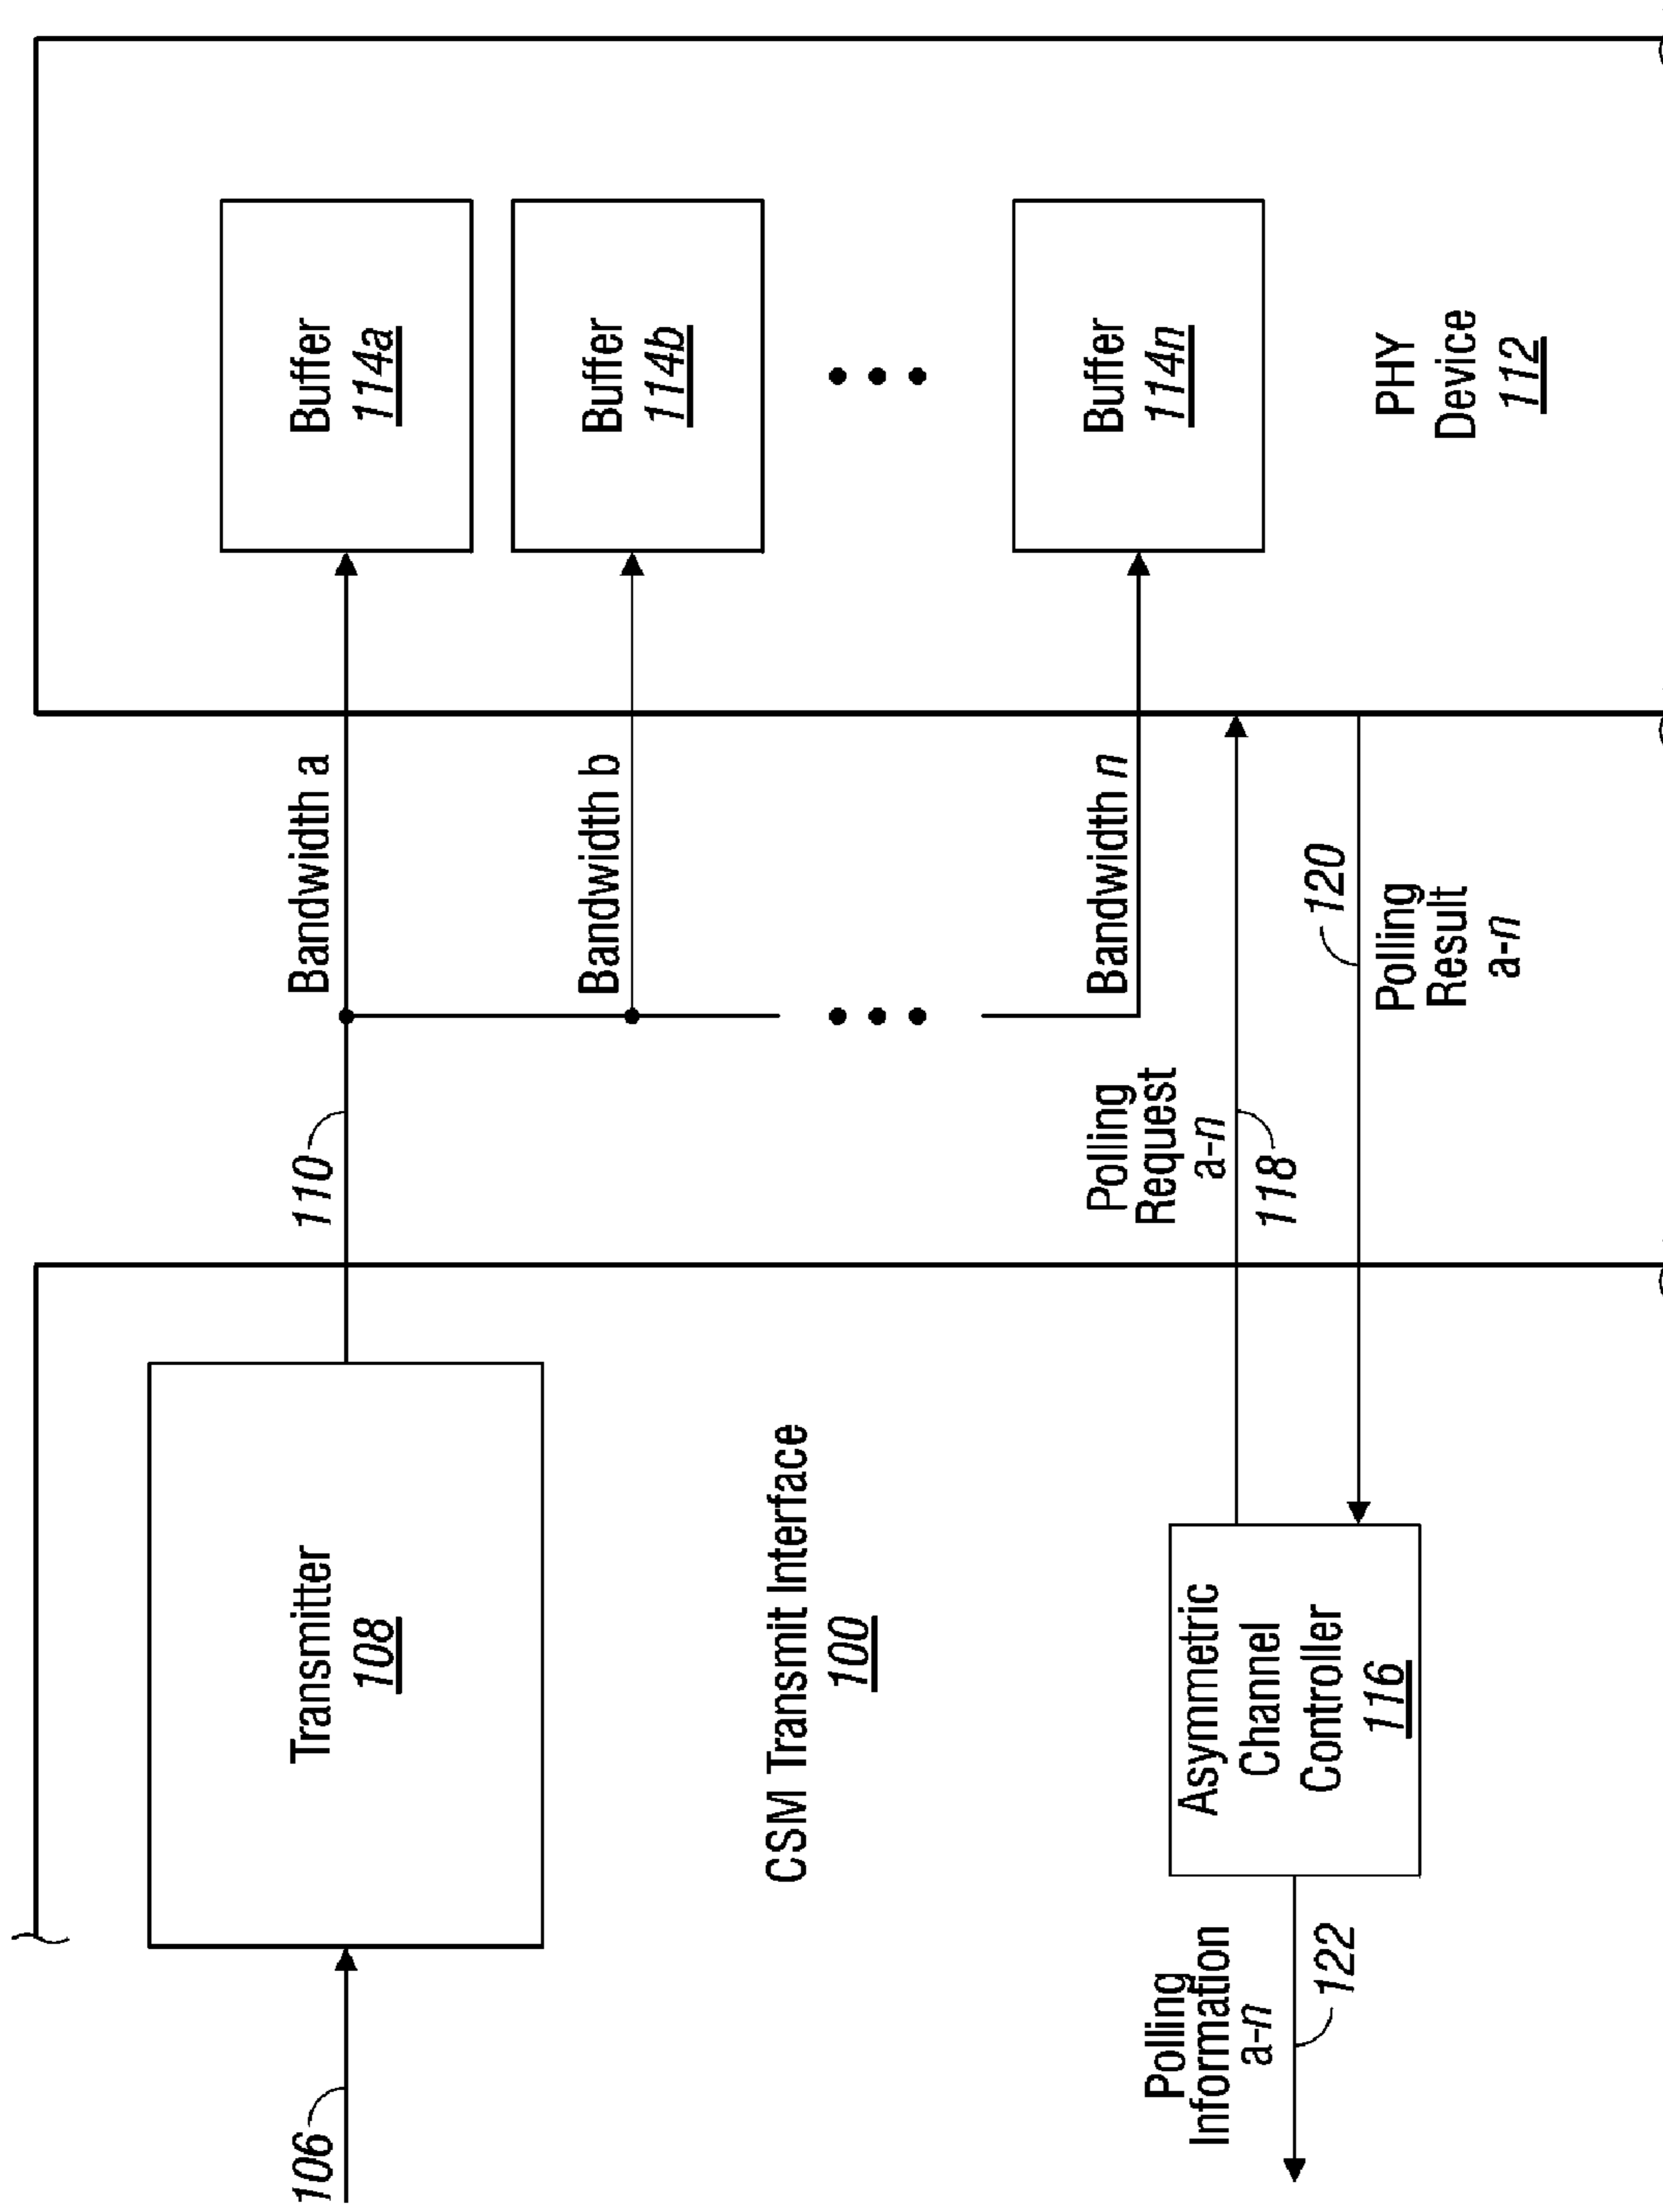 106
Transmitter
108
110
Bandwidth a
Buffer
114a
Bandwidth b
Buffer
114b
CSM Transmit Interface
100
Bandwidth n
Buffer
114n
Polling
Information
a-n
122
Asymmetric
Channel
Controller
116
Polling
Request
a-n
118
120
Polling
Result
a-n
PHY
Device
112